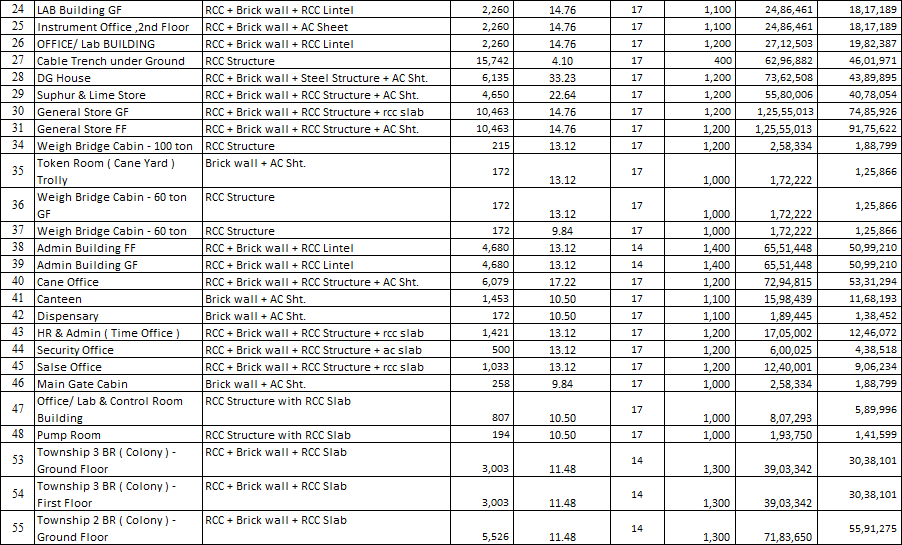 24 LAB Building GF RCC + Brick wall + RCC Lintel 2,260 14.76 17 1,100 24,86,461 18,17,189
25 Instrument Office ,2nd Floor RCC + Brick wall + AC Sheet 2,260 14.76 17 1,100 24,86,461 18,17,189
26 OFFICE/ Lab BUILDING RCC + Brick wall + RCC Lintel 2,260 14.76 17 1,200 27,12,503 19,82,387
27 Cable Trench under Ground RCC Structure 15,742 4.10 17 400 62,96,882 46,01,971
28 DG House RCC + Brick wall + Steel Structure + AC Sht. 6,135 33.23 17 1,200 73,62,508 43,89,895
29 Suphur & Lime Store RCC + Brick wall + RCC Structure + AC Sht. 4,650 22.64 17 1,200 55,80,006 40,78,054
30 General Store GF RCC + Brick wall + RCC Structure + rcc slab 10,463 14.76 17 1,200 1,25,55,013 74,85,926
31 General Store FF RCC + Brick wall + RCC Structure + AC Sht. 10,463 14.76 17 1,200 1,25,55,013 91,75,622
34 Weigh Bridge Cabin - 100 ton RCC Structure 215 13.12 17 1,200 2,58,334 1,88,799
35 Token Room ( Cane Yard ) Brick wall + AC Sht. 172 13.12 17 1,000 1,72,222 1,25,866
Trolly
36 Weigh Bridge Cabin - 60 ton RCC Structure 172 13.12 17 1,000 1,72,222 1,25,866
GF
37 Weigh Bridge Cabin - 60 ton RCC Structure 172 9.84 17 1,000 1,72,222 1,25,866
38 Admin Building FF RCC + Brick wall + RCC Lintel 4,680 13.12 14 1,400 65,51,448 50,99,210
39 Admin Building GF RCC + Brick wall + RCC Lintel 4,680 13.12 14 1,400 65,51,448 50,99,210
40 Cane Office RCC + Brick wall + RCC Structure + AC Sht. 6,079 17.22 17 1,200 72,94,815 53,31,294
41 Canteen Brick wall + AC Sht. 1,453 10.50 17 1,100 15,98,439 11,68,193
42 Dispensary Brick wall + AC Sht. 172 10.50 17 1,100 1,89,445 1,38,452
43 HR & Admin ( Time Office ) RCC + Brick wall + RCC Structure + rcc slab 1,421 13.12 17 1,200 17,05,002 12,46,072
44 Security Office RCC + Brick wall + RCC Structure + ac slab 500 13.12 17 1,200 6,00,025 4,38,518
45 Salse Office RCC + Brick wall + RCC Structure + rcc slab 1,033 13.12 17 1,200 12,40,001 9,06,234
46 Main Gate Cabin Brick wall + AC Sht. 258 9.84 17 1,000 2,58,334 1,88,799
47 Office/ Lab & Control Room RCC Structure with RCC Slab 807 10.50 17 1,000 8,07,293 5,89,996
Building
48 Pump Room RCC Structure with RCC Slab 194 10.50 17 1,000 1,93,750 1,41,599
53 Township 3 BR ( Colony ) - RCC + Brick wall + RCC Slab 3,003 11.48 14 1,300 39,03,342 30,38,101
Ground Floor
54 Township 3 BR ( Colony ) - RCC + Brick wall + RCC Slab 3,003 11.48 14 1,300 39,03,342 30,38,101
First Floor
55 Township 2 BR ( Colony ) - RCC + Brick wall + RCC Slab 5,526 11.48 14 1,300 71,83,650 55,91,275
Ground Floor